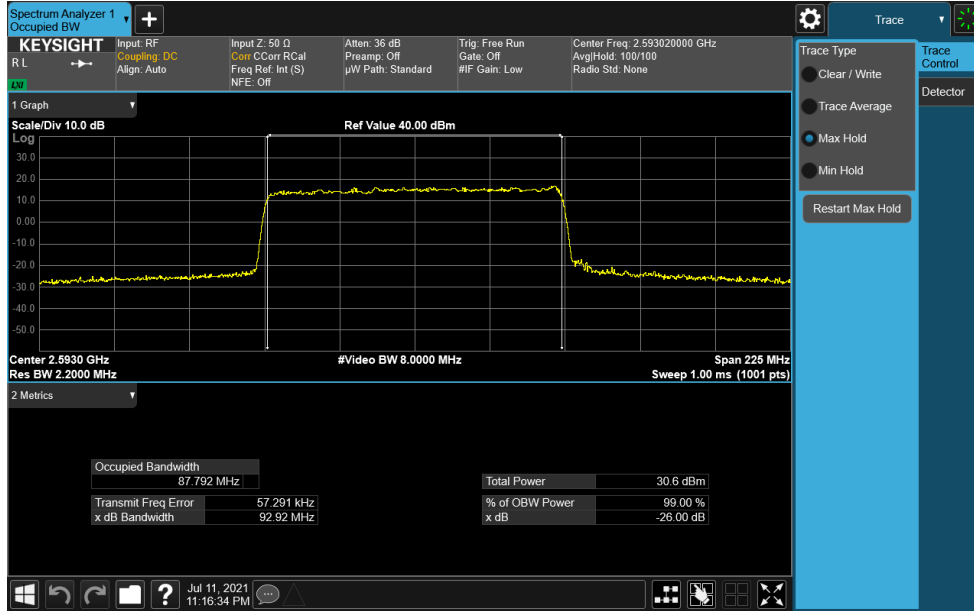 Spectrum Analyzer 1
Occupied BW
+
Trace
KEYSIGHT
R L
LXI
Input: RF
Coupling: DC
Align: Auto
Input Z: 50 Ω
Corr CCorr RCal
Freq Ref: Int (S)
NFE: Off
Atten: 36 dB
Preamp: Off
µW Path: Standard
Trig: Free Run
Gate: Off
#IF Gain: Low
Center Freq: 2.593020000 GHz
Avg|Hold: 100/100
Radio Std: None
Trace Type
Clear / Write
Trace Average
Max Hold
Min Hold
Restart Max Hold
Trace
Control
Detector
1 Graph
Scale/Div 10.0 dB
Ref Value 40.00 dBm
Log
30.0
20.0
10.0
0.00
-10.0
-20.0
-30.0
-40.0
-50.0
Center 2.5930 GHz
#Video BW 8.0000 MHz
Span 225 MHz
Res BW 2.2000 MHz
Sweep 1.00 ms (1001 pts)
2 Metrics
Occupied Bandwidth
87.792 MHz
Total Power 30.6 dBm
Transmit Freq Error 57.291 kHz
% of OBW Power 99.00 %
x dB Bandwidth 92.92 MHz
x dB -26.00 dB
?
Jul 11, 2021
11:16:34 PM